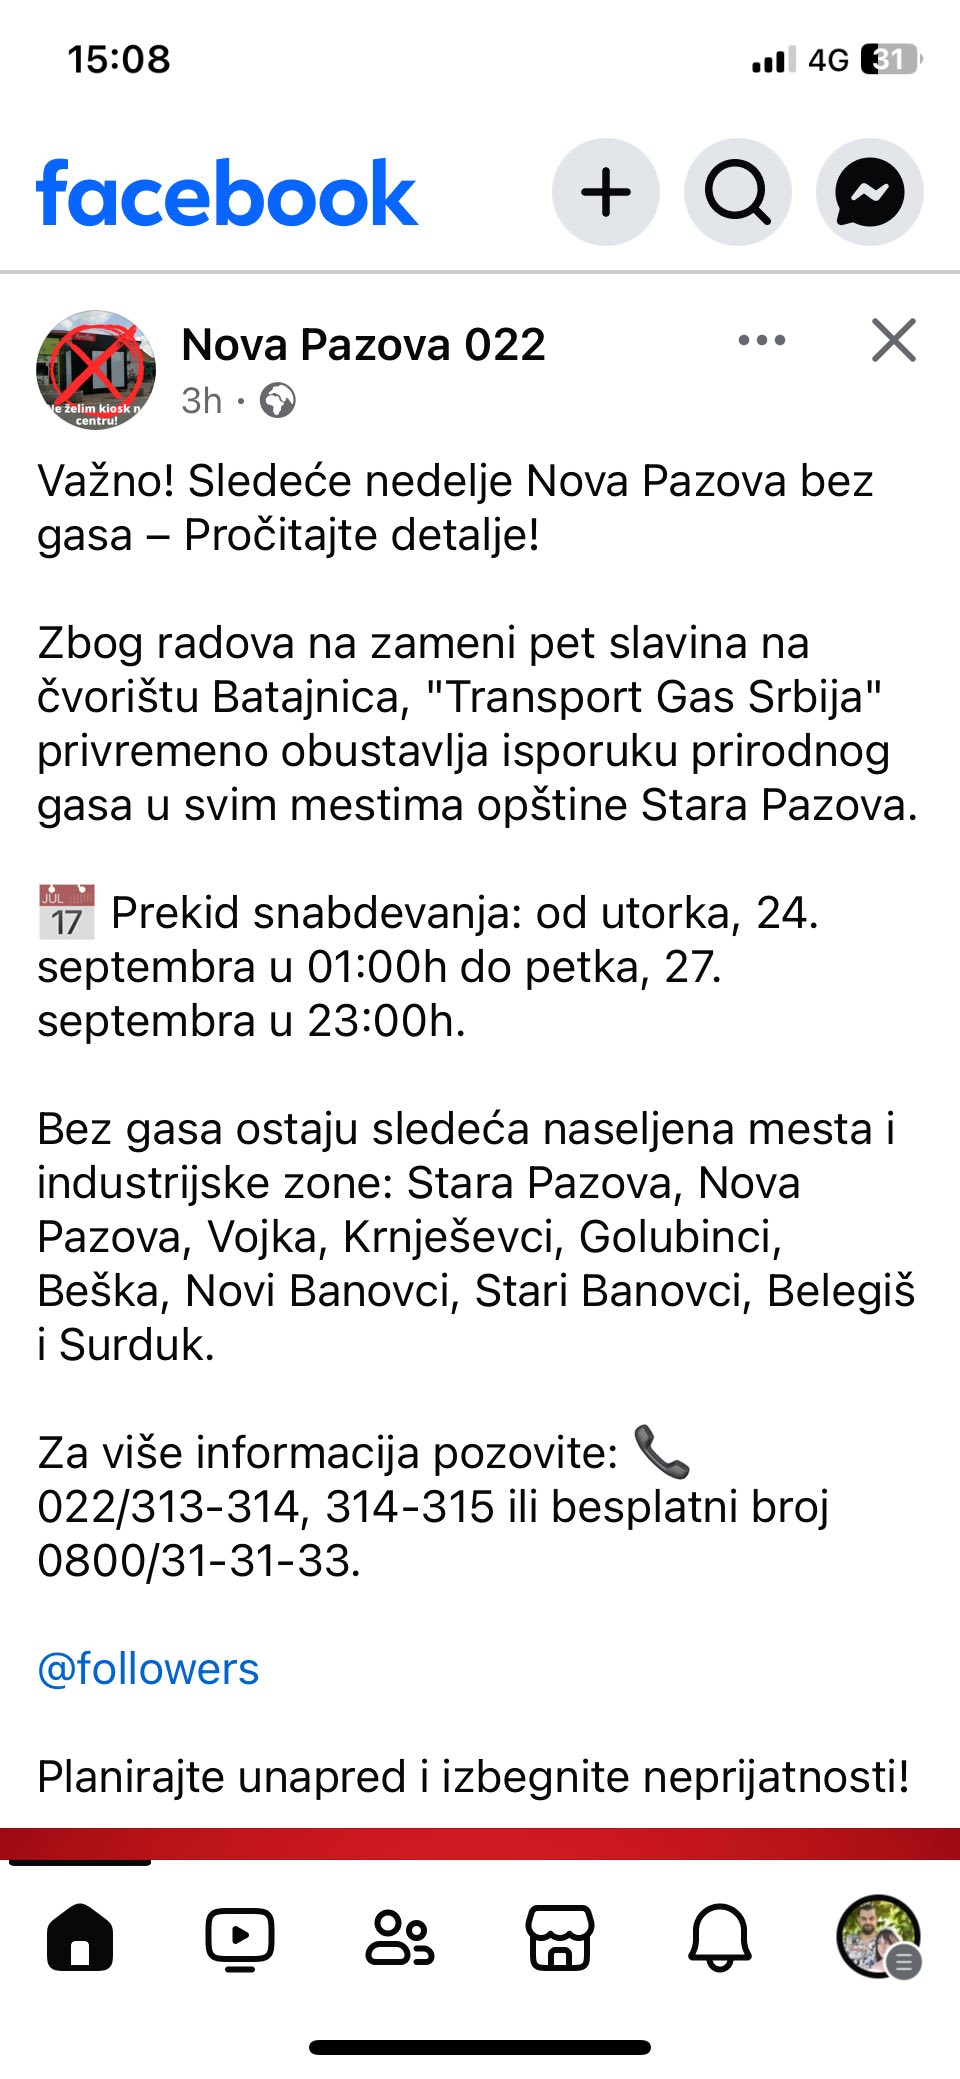 15:08
4G
31
facebook
Nova Pazova 022
3h ·
e želim kiosk
centru!
Važno! Sledeće nedelje Nova Pazova bez
gasa – Pročitajte detalje!
Zbog radova na zameni pet slavina na
čvorištu Batajnica, "Transport Gas Srbija"
privremeno obustavlja isporuku prirodnog
gasa u svim mestima opštine Stara Pazova.
JUL
17
Prekid snabdevanja: od utorka, 24.
septembra u 01:00h do petka, 27.
septembra u 23:00h.
Bez gasa ostaju sledeća naseljena mesta i
industrijske zone: Stara Pazova, Nova
Pazova, Vojka, Krnješevci, Golubinci,
Beška, Novi Banovci, Stari Banovci, Belegiš
i Surduk.
Za više informacija pozovite:
022/313-314, 314-315 ili besplatni broj
0800/31-31-33.
@followers
Planirajte unapred i izbegnite neprijatnosti!